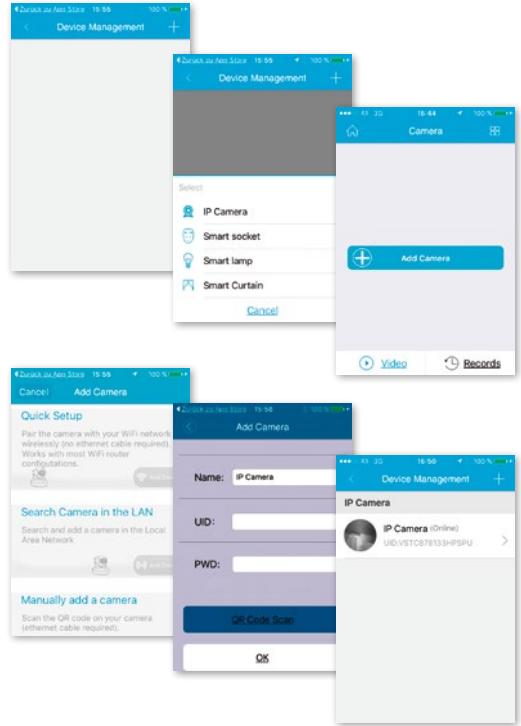 Zurück zu App Store 15:55 100 %
Device Management
Zurück zu App Store 15:55 100 %
Device Management
Select
IP Camera
Smart socket
Smart lamp
Smart Curtain
Cancel
3G 16:44 100 %
Camera
Add Camera
Video Records
Zurück zu App Store 15:55 100 %
Cancel Add Camera
Quick Setup
Pair the camera with your WiFi network
wirelessly (no ethernet cable required)
Works with most WiFi router
configutations.
Search Camera in the LAN
Search and add a camera in the Local
Area Network
Manually add a camera
Scan the QR code on your camera
(ethernet cable required).
Zurück zu App Store 15:56 100 %
Add Camera
Name: IP Camera
UID:
PWD:
QR Code Scan
OK
3G 16:50 100 %
Device Management
IP Camera
IP Camera (Online)
UID:VSTC878133HPSPU